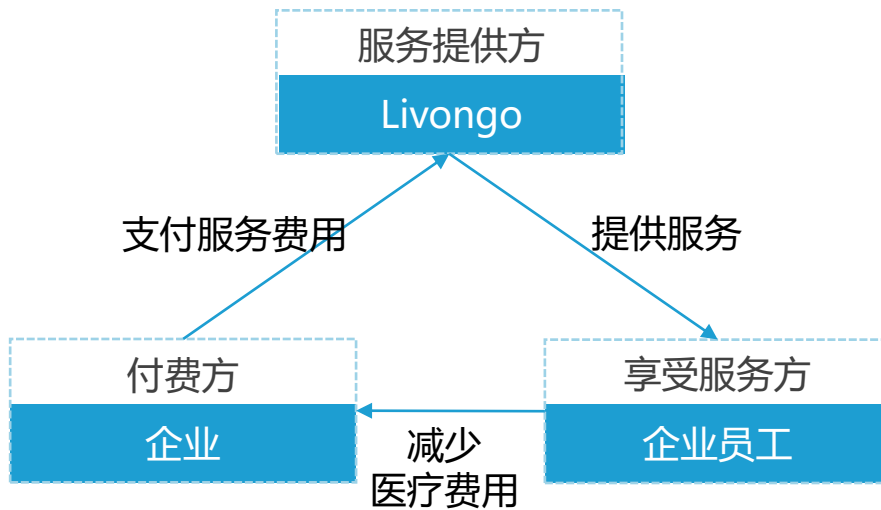 服务提供方
Livongo
支付服务费用
提供服务
付费方
企业
享受服务方
企业员工
减少
医疗费用